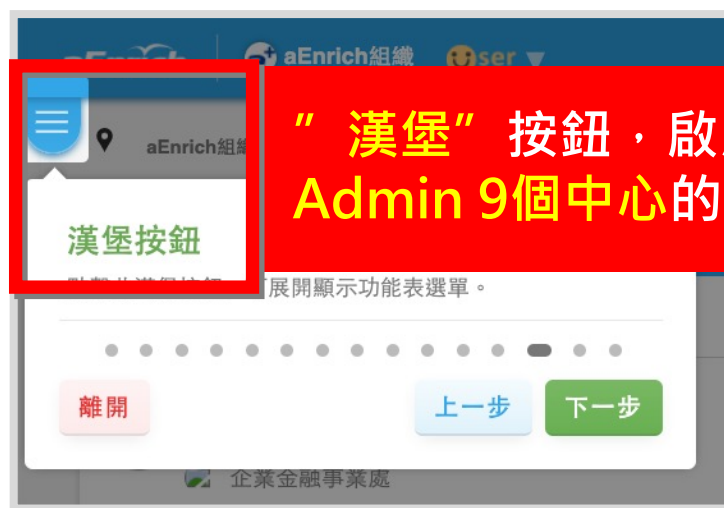 aEnrich組織
ser ▼
aEnrich組
”漢堡”按鈕，啟
Admin 9個中心的
漢堡按鈕
展開顯示功能表選單。
離開
上一步
下一步
企業金融事業處